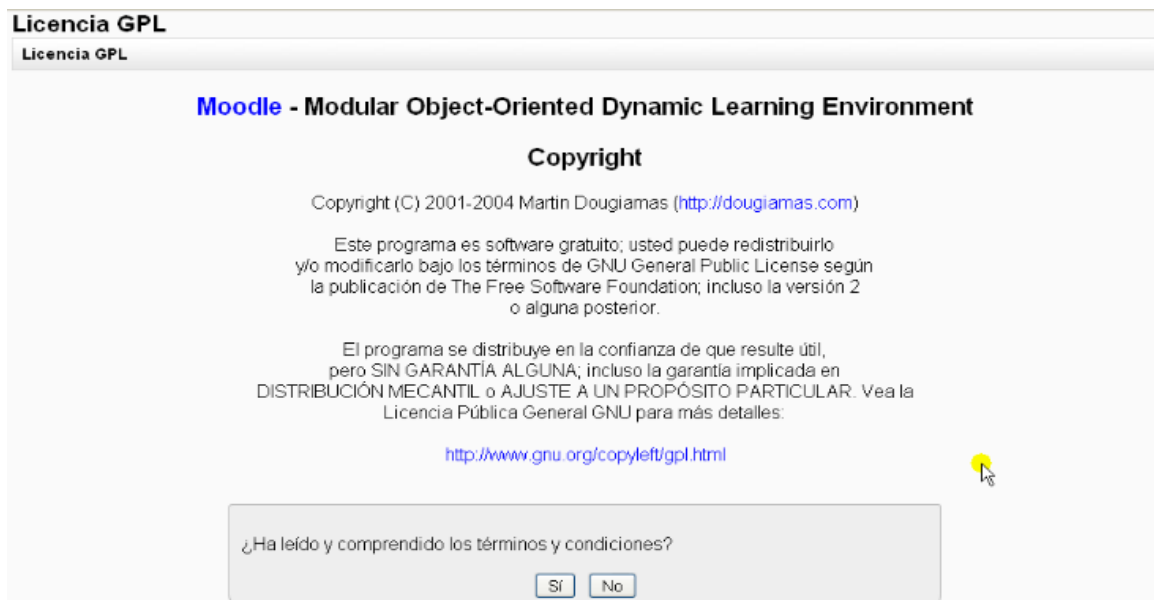 Licencia GPL
Licencia GPL
Moodle - Modular Object-Oriented Dynamic Learning Environment
Copyright
Copyright (C) 2001-2004 Martin Dougiamas (http://dougiamas.com)
Este programa es software gratuito; usted puede redistribuirlo
y/o modificarlo bajo los términos de GNU General Public License según
la publicación de The Free Software Foundation; incluso la versión 2
o alguna posterior.
El programa se distribuye en la confianza de que resulte útil,
pero SIN GARANTÍA ALGUNA; incluso la garantía implicada en
DISTRIBUCIÓN MECANTIL o AJUSTE A UN PROPÓSITO PARTICULAR. Vea la
Licencia Pública General GNU para más detalles:
http://www.gnu.org/copyleft/gpl.html
¿Ha leído y comprendido los términos y condiciones?
Sí No